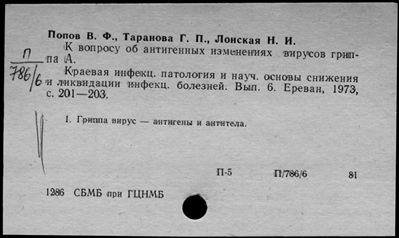 Попов В. Ф., Таранова Г. П., Лонская Н. И.
К вопросу об антигенных изменениях вирусов грип-
па А.
П
786/6
Краевая инфекц. патология и науч. основы снижения
и ликвидации инфекц. болезней. Вып. 6. Ереван, 1973,
с. 201—203.
1. Гриппа вирус — антигены и антитела.
П-5 П/786/6 81
1286 СБМБ при ГЦНМБ